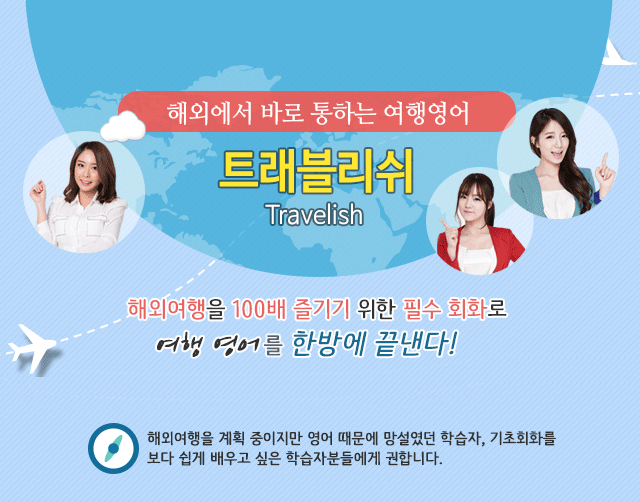 해외에서 바로 통하는 여행영어
트래블리쉬
Travelish
해외여행을 100배 즐기기 위한 필수 회화로
여행 영어를 한방에 끝낸다!
해외여행을 계획 중이지만 영어 때문에 망설였던 학습자, 기초회화를
보다 쉽게 배우고 싶은 학습자분들에게 권합니다.